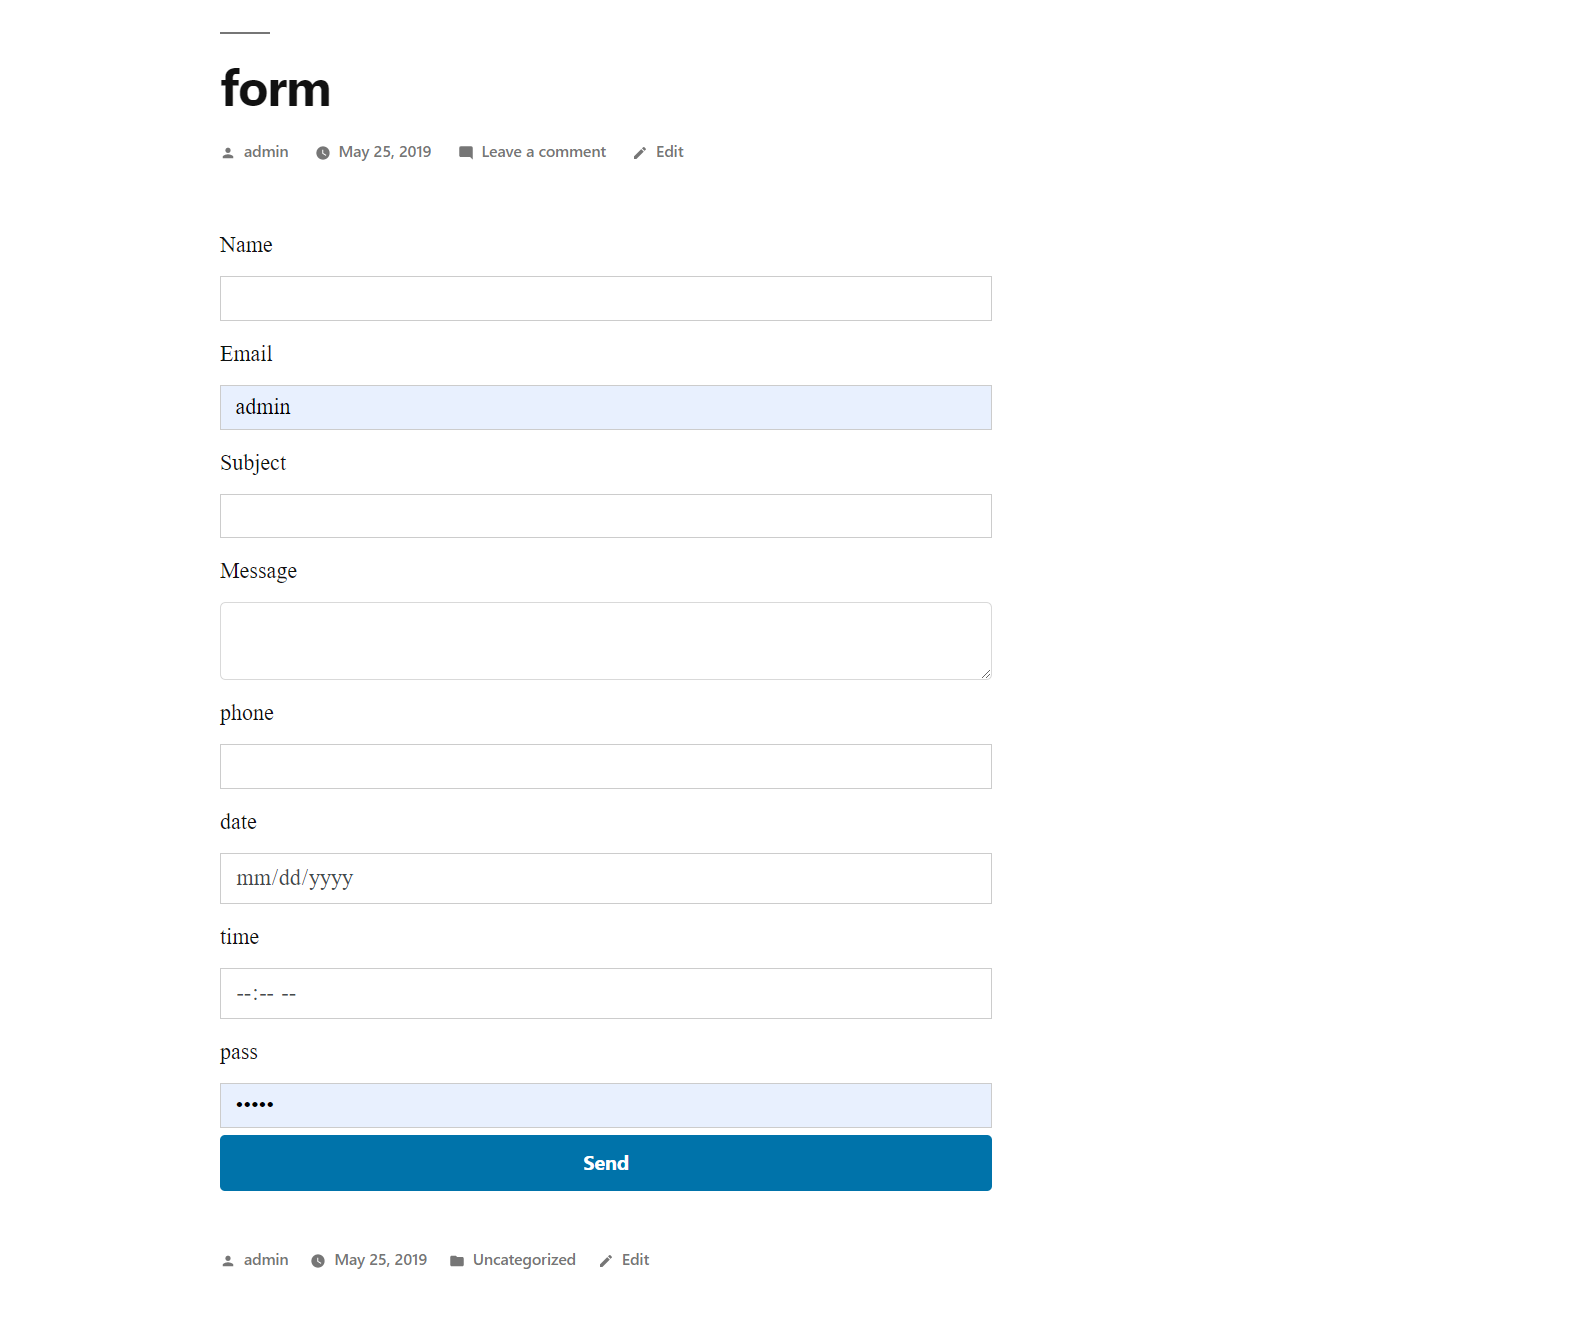 form
admin May 25, 2019 Leave a comment Edit
Name
Email
admin
Subject
Message
phone
date
mm/dd/yyyy
time
--:-- --
pass
•••••
Send
admin May 25, 2019 Uncategorized Edit